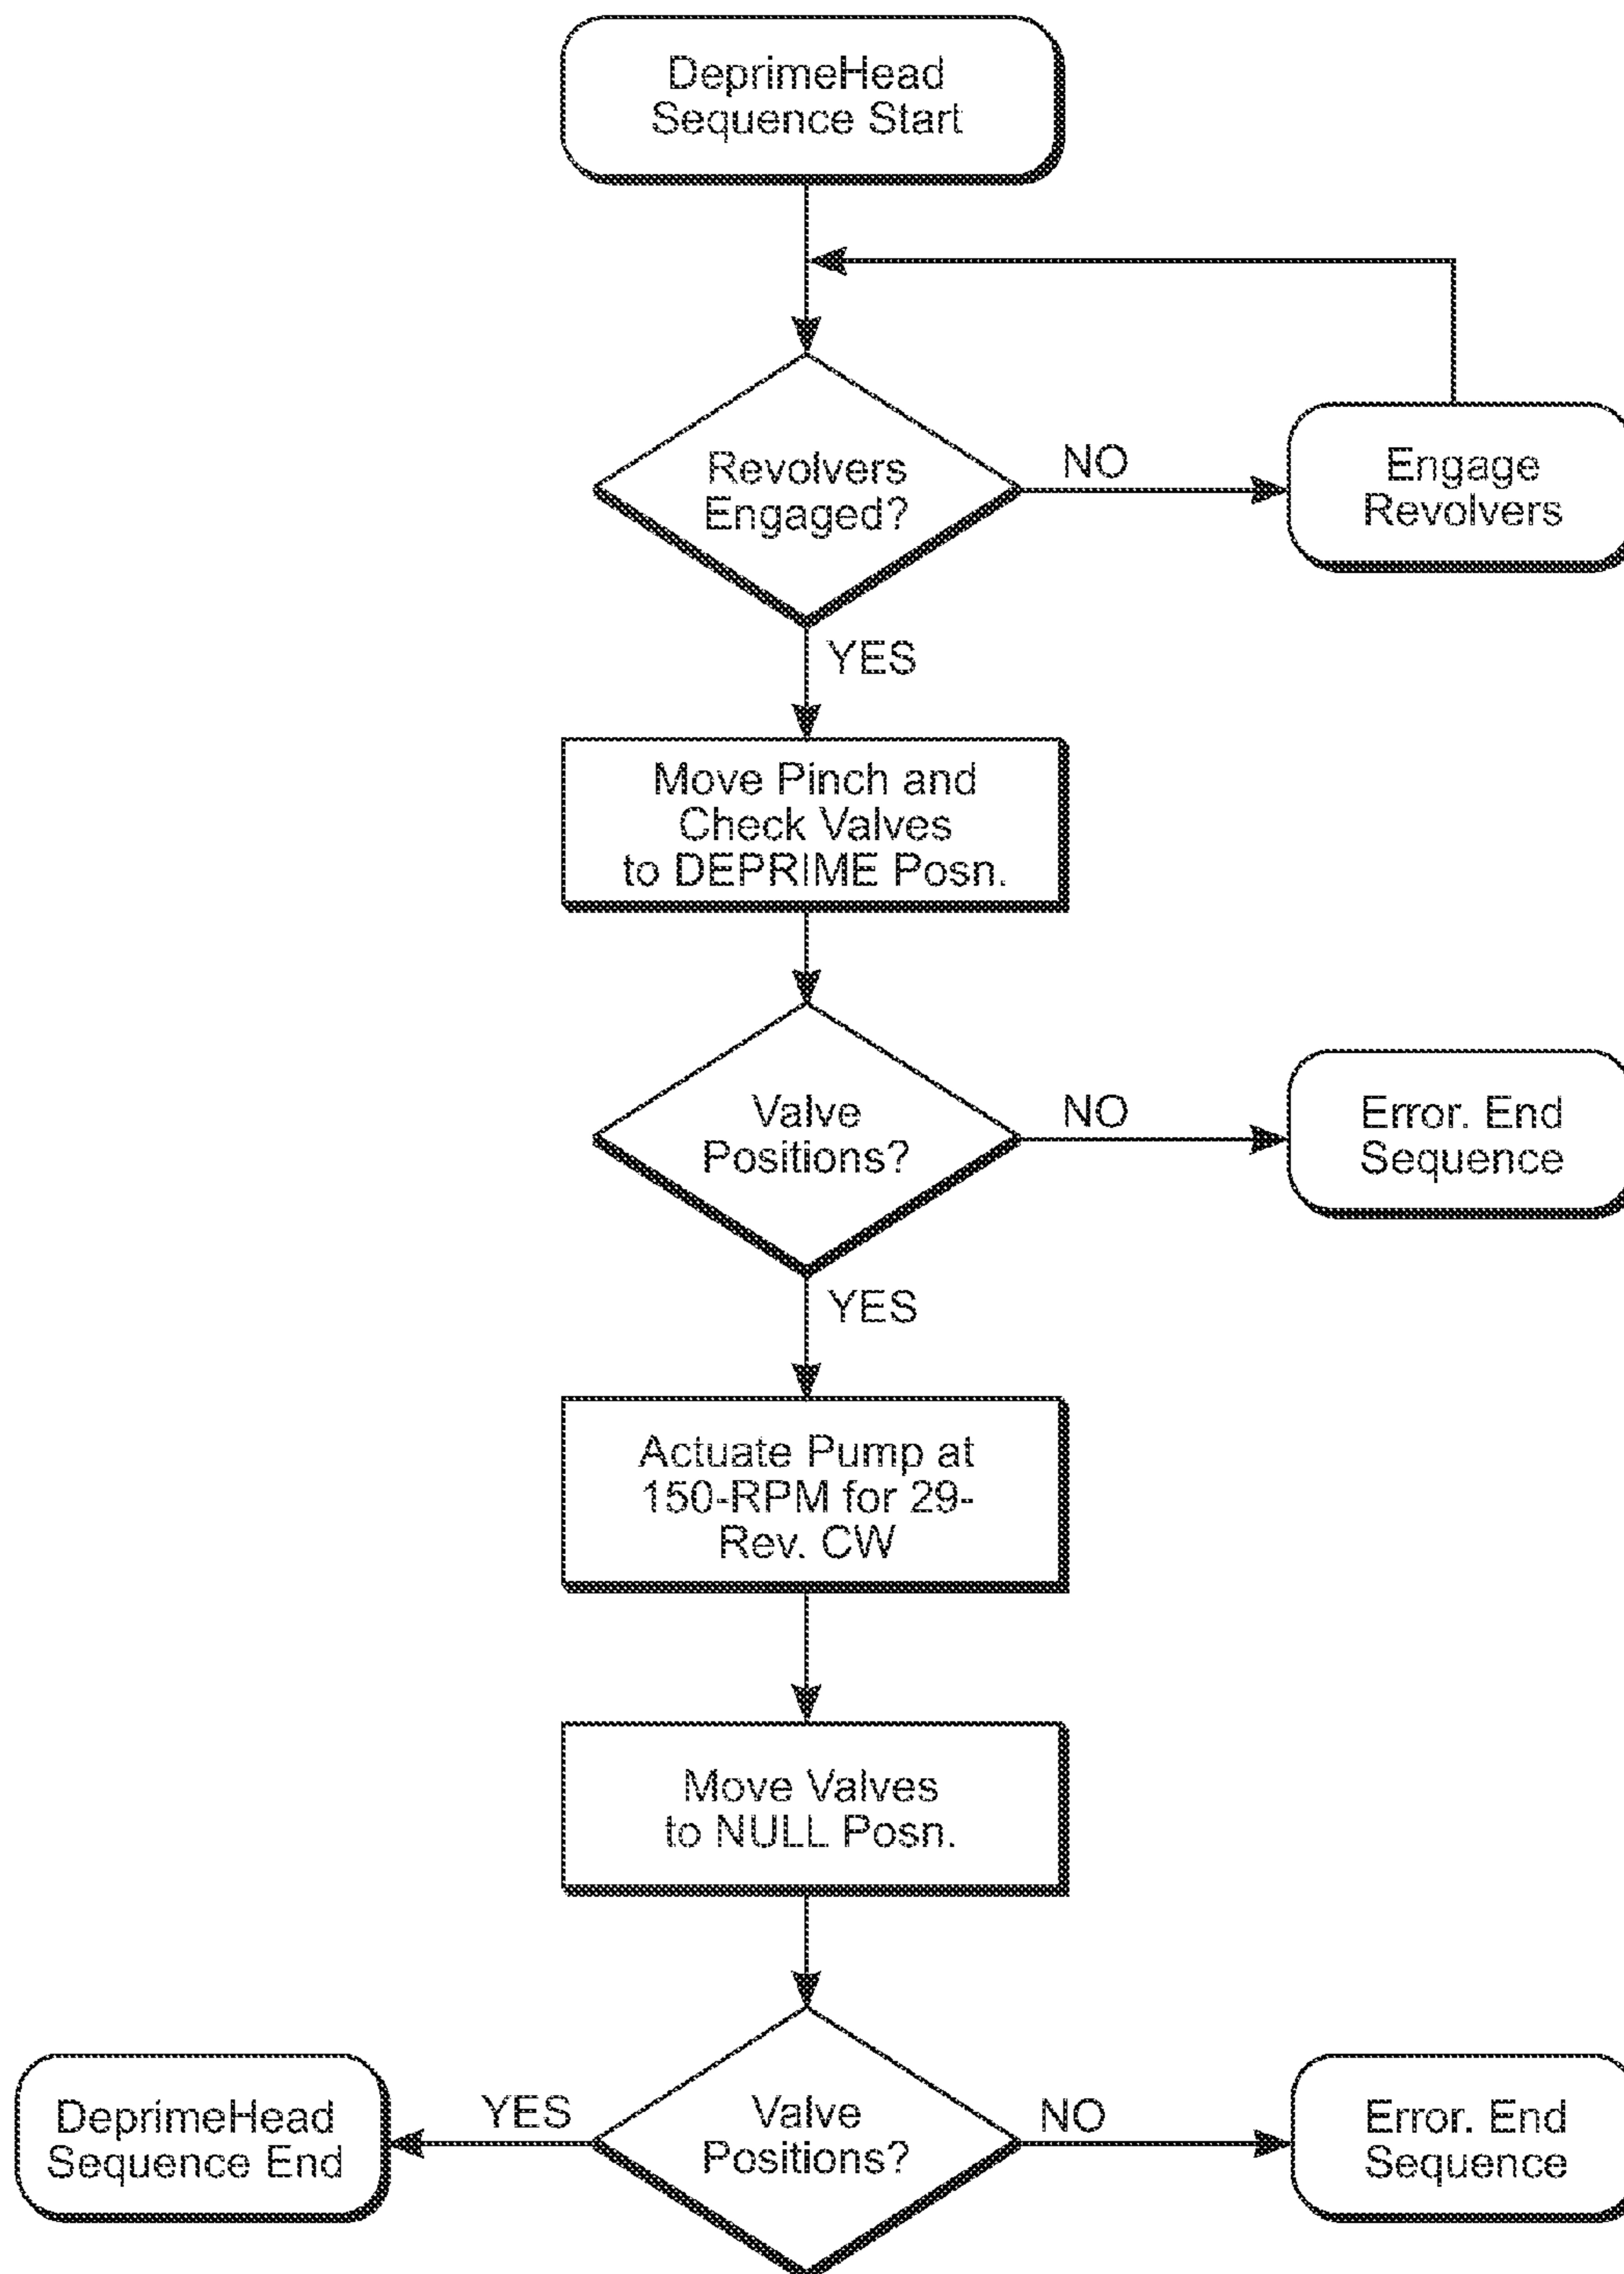 DeprimeHead
Sequence Start
Revolvers
Engaged?
NO
Engage
Revolvers
YES
Move Pinch and
Check Valves
to DEPRIME Posn.
Valve
Positions?
NO
Error. End
Sequence
YES
Actuate Pump at
150-RPM for 29-
Rev. CW
Move Valves
to NULL Posn.
DeprimeHead
Sequence End
YES
Valve
Positions?
NO
Error. End
Sequence